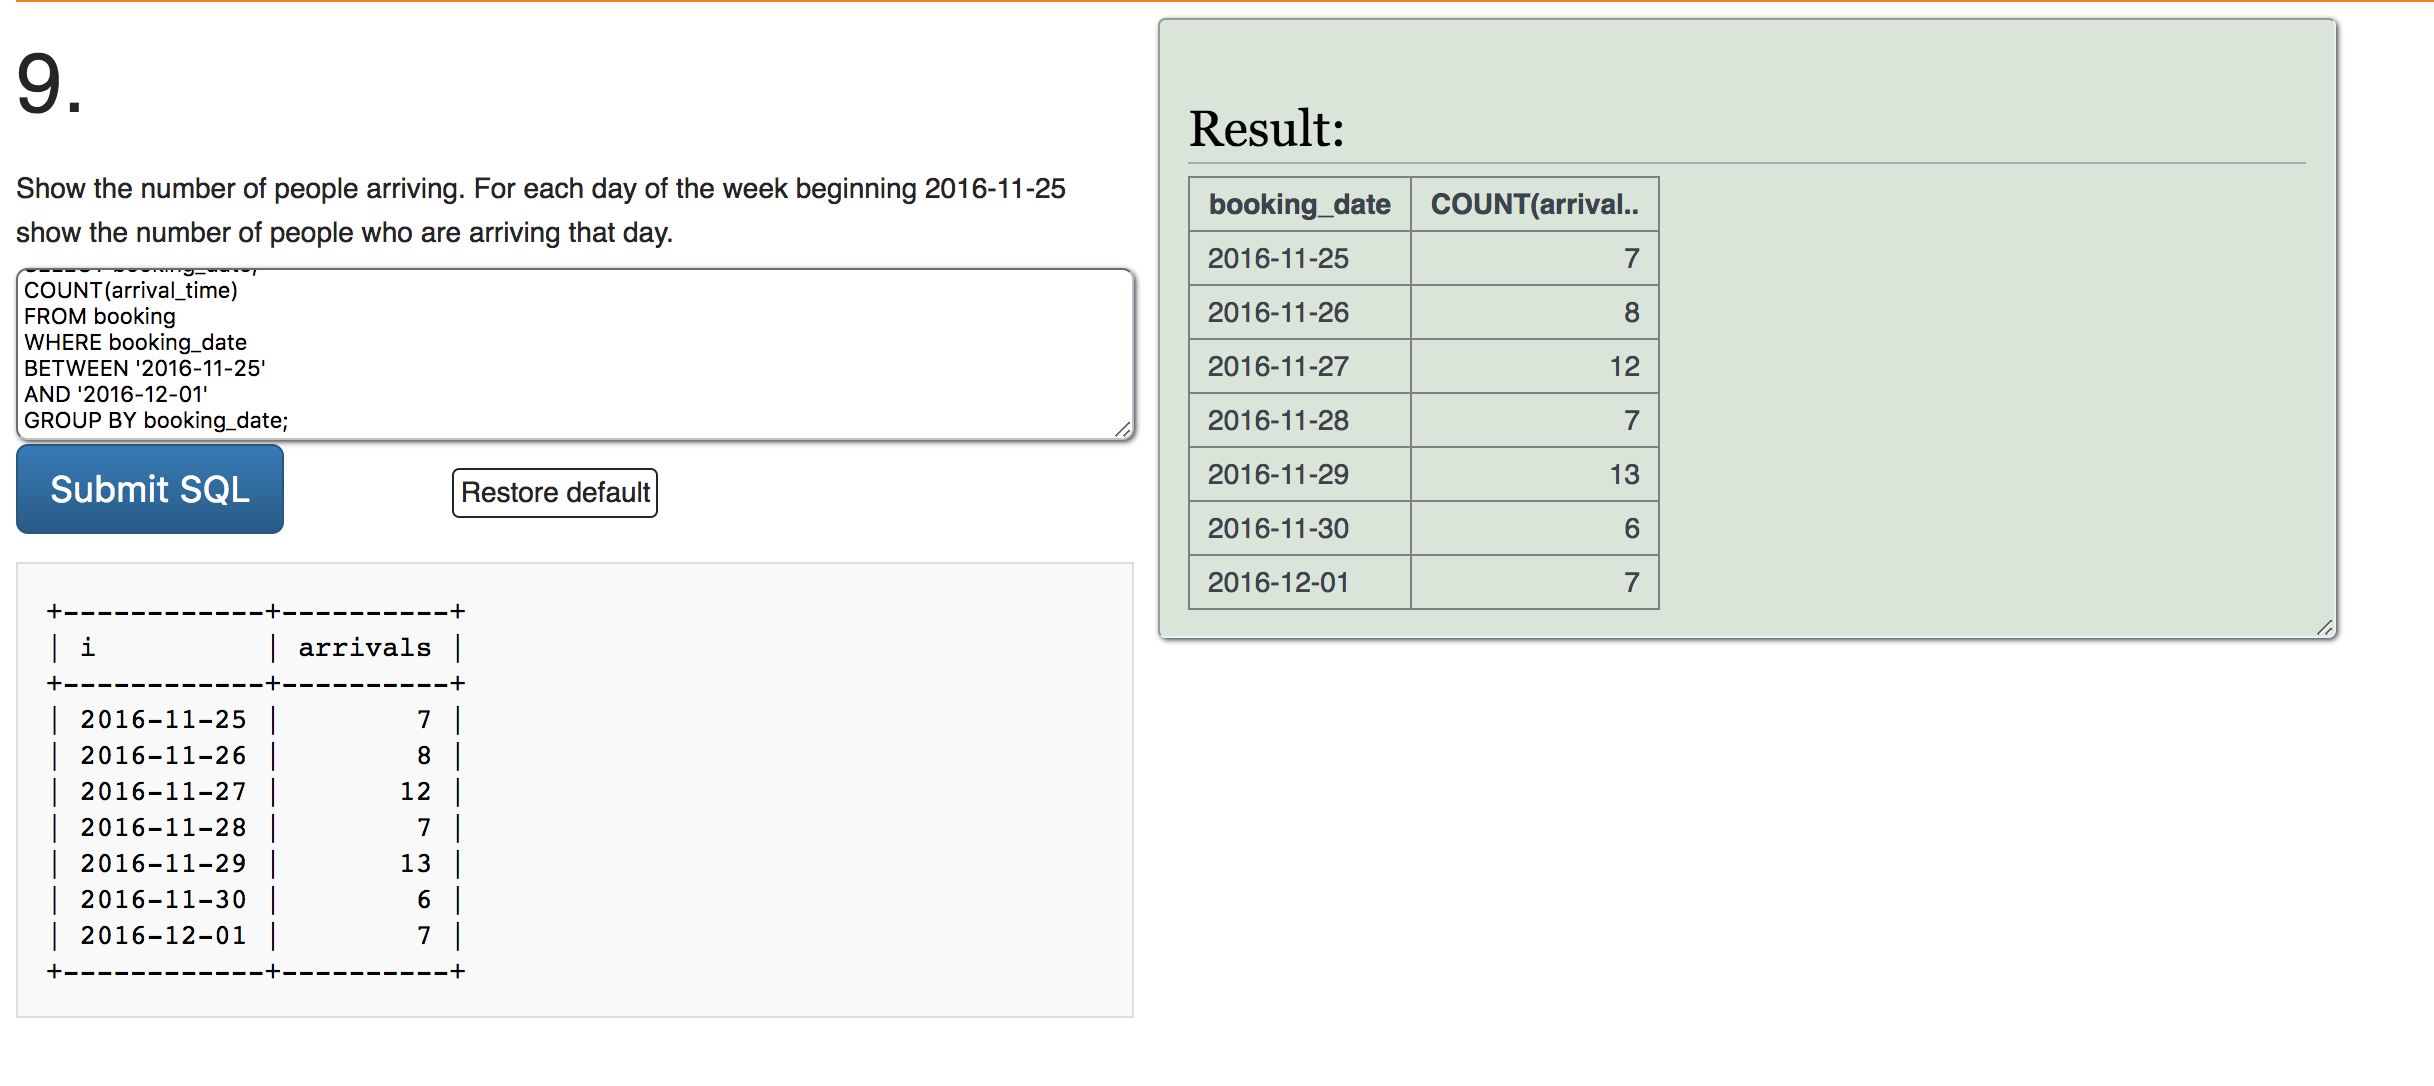 9.
Show the number of people arriving. For each day of the week beginning 2016-11-25
show the number of people who are arriving that day.
SELECT booking_date,
COUNT(arrival_time)
FROM booking
WHERE booking_date
BETWEEN '2016-11-25'
AND '2016-12-01'
GROUP BY booking_date;
Submit SQL
Restore default
+------------+----------+
| i          | arrivals |
+------------+----------+
| 2016-11-25 |        7 |
| 2016-11-26 |        8 |
| 2016-11-27 |       12 |
| 2016-11-28 |        7 |
| 2016-11-29 |       13 |
| 2016-11-30 |        6 |
| 2016-12-01 |        7 |
+------------+----------+
Result:
booking_date COUNT(arrival..
2016-11-25 7
2016-11-26 8
2016-11-27 12
2016-11-28 7
2016-11-29 13
2016-11-30 6
2016-12-01 7